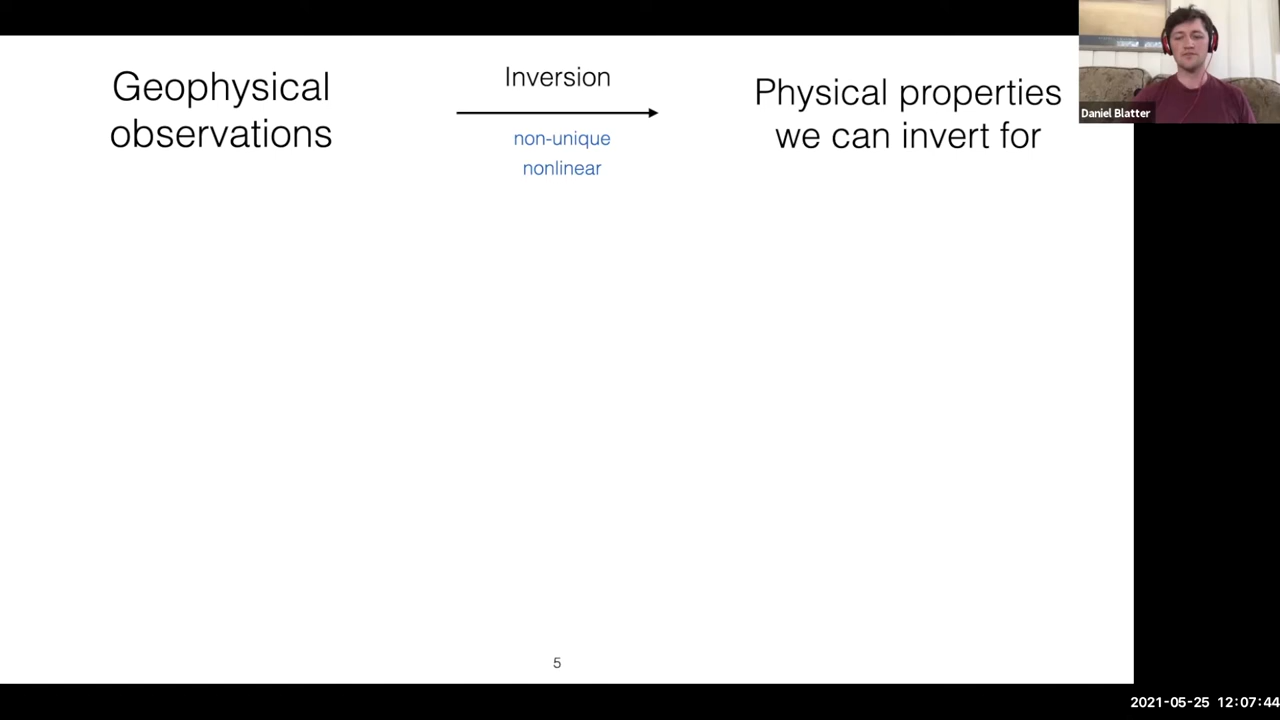 Geophysical
observations
Inversion
non-unique
nonlinear
Physical properties
we can invert for
Daniel Blatter
5
2021-05-25 12:07:44